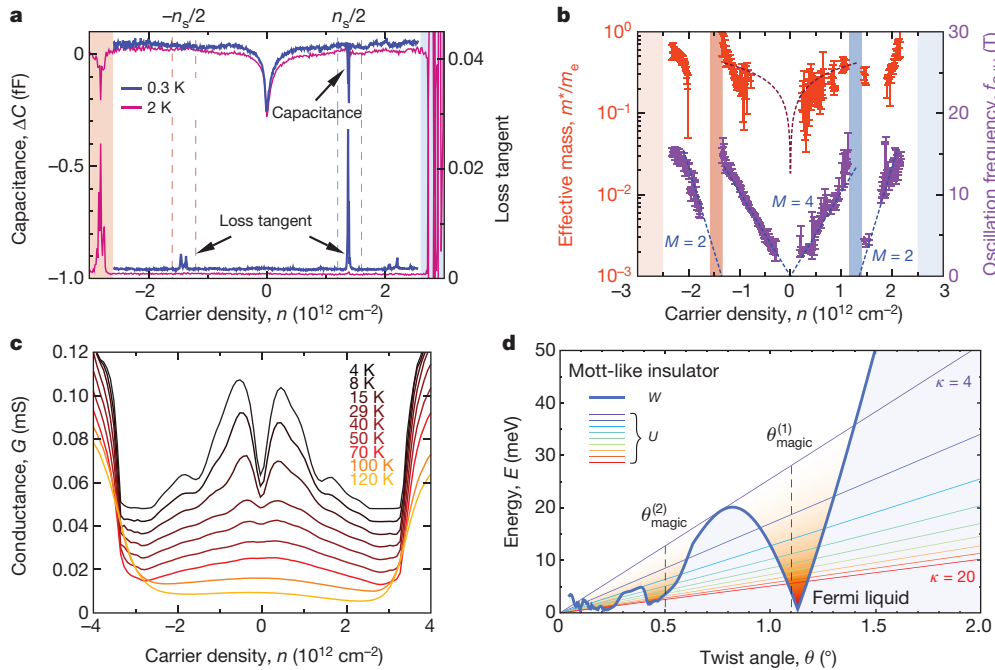 a
−nₛ/2
nₛ/2
Capacitance, ΔC (fF)
0
−0.5
−1.0
0.3 K
2 K
Capacitance
Loss tangent
0.04
0.02
0
Loss tangent
−2
0
2
Carrier density, n (10¹² cm⁻²)
b
Effective mass, m*/mₑ
10⁰
10⁻¹
10⁻²
10⁻³
M = 4
M = 2
M = 2
30
25
20
15
10
5
0
Oscillation frequency,
(T)
−3
−2
−1
0
1
2
3
Carrier density, n (10¹² cm⁻²)
c
Conductance, G (mS)
0.12
0.10
0.08
0.06
0.04
0.02
0
4 K
8 K
15 K
29 K
40 K
50 K
70 K
100 K
120 K
−4
−2
0
2
4
Carrier density, n (10¹² cm⁻²)
d
Energy, E (meV)
50
40
30
20
10
0
Mott-like insulator
W
U
κ = 4
θ⁽¹⁾magic
θ⁽²⁾magic
κ = 20
Fermi liquid
0
0.5
1.0
1.5
2.0
Twist angle, θ (°)